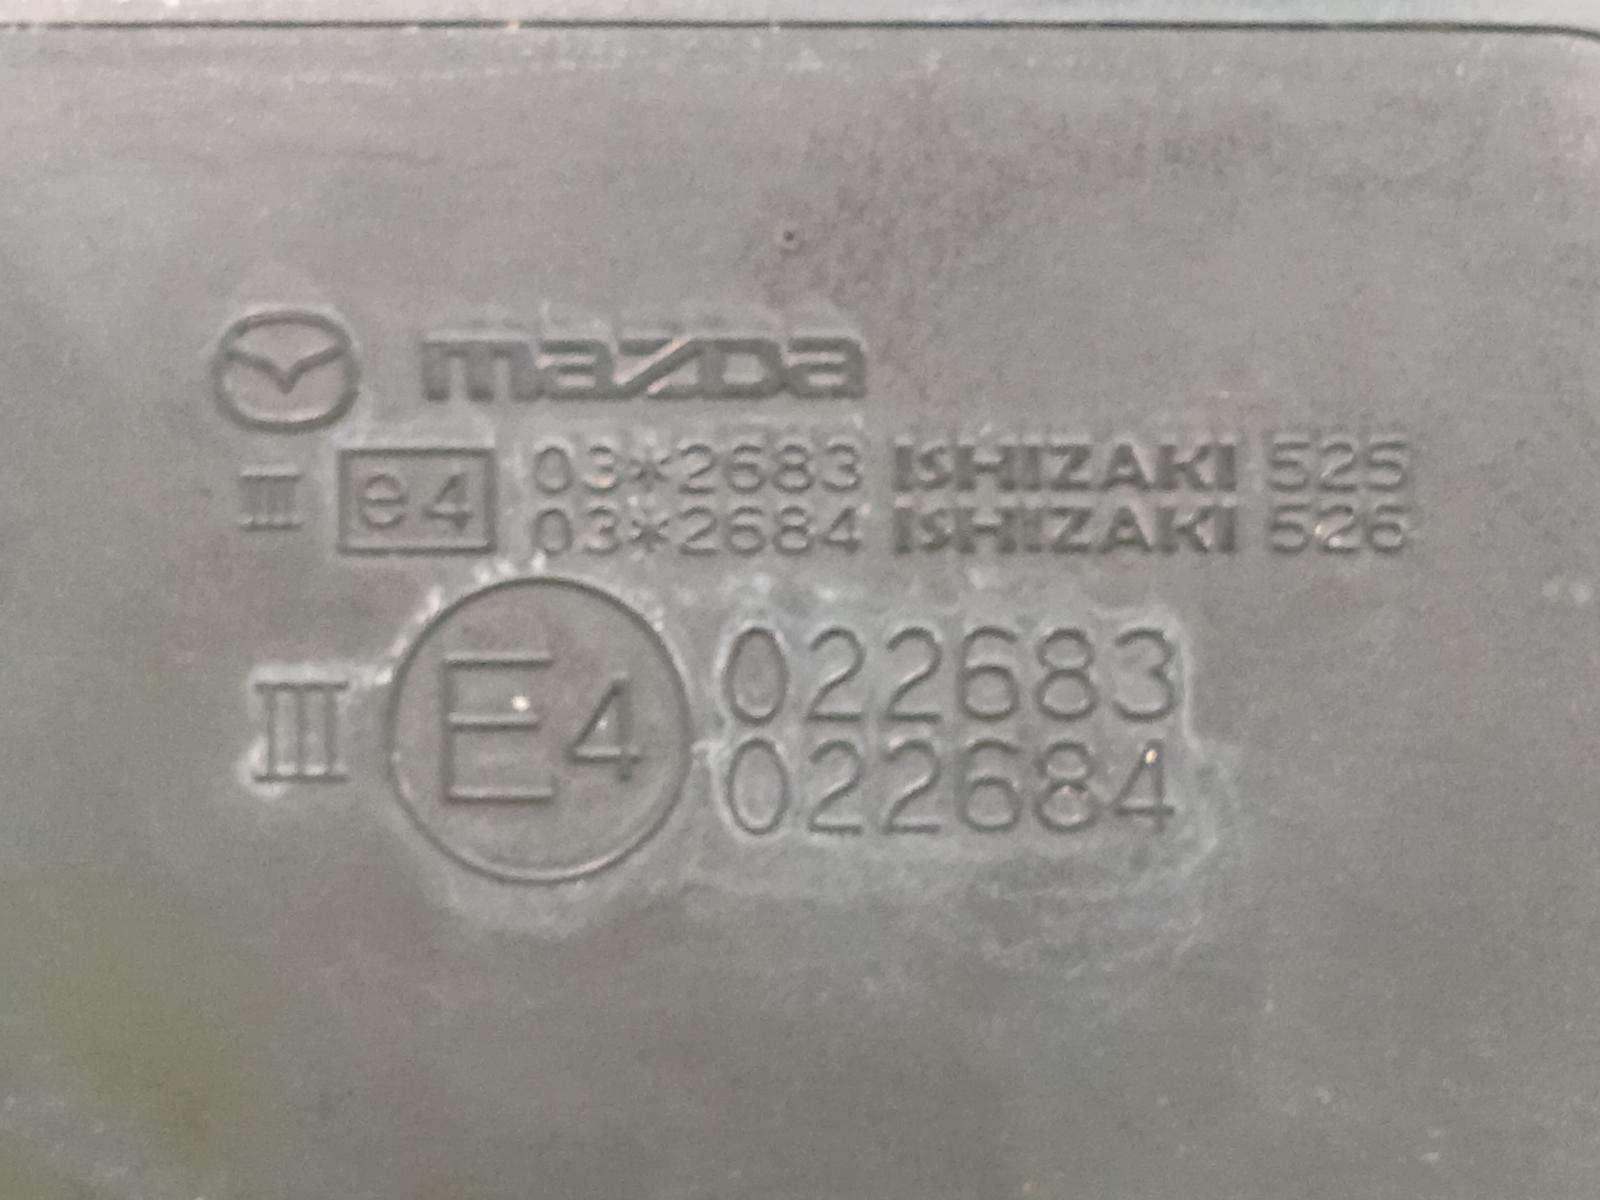 mazda
III e4 03*2683 ISHIZAKI 525
03*2684 ISHIZAKI 526
III E4 022683
022684